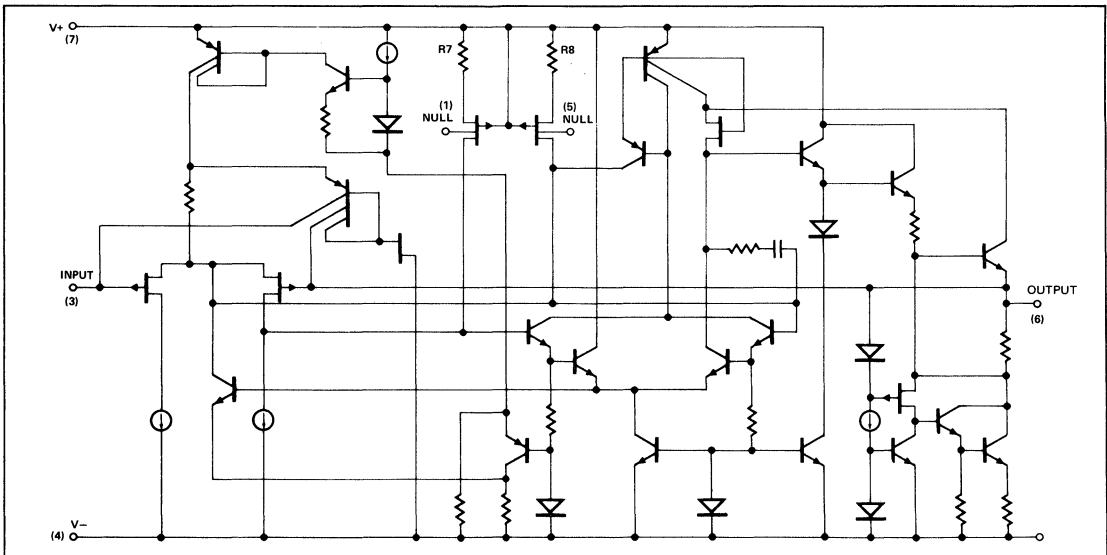 V+
(7)
R7
R8
(1)
NULL
(5)
NULL
INPUT
(3)
OUTPUT
(6)
V−
(4)